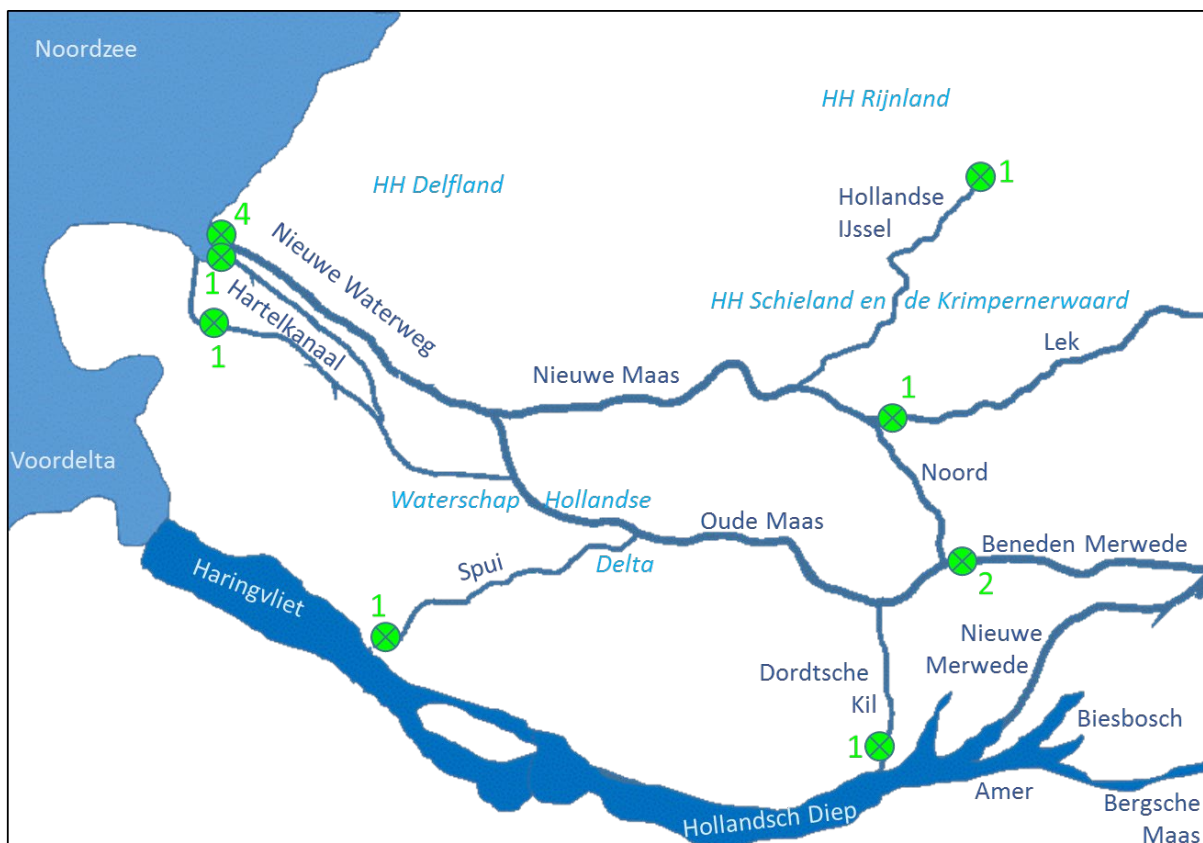 Noordzee
HH Rijnland
HH Delfland
1
Hollandse
IJssel
4
Nieuwe Waterweg
1
Hartelkanaal
1
HH Schieland en de Krimpernerwaard
Lek
Nieuwe Maas
1
Voordelta
Noord
Waterschap Hollandse
Delta
Oude Maas
Beneden Merwede
2
Spui
Haringvliet
1
Nieuwe
Merwede
Dordtsche
Kil
1
Biesbosch
Amer
Hollandsch Diep
Bergsche
Maas